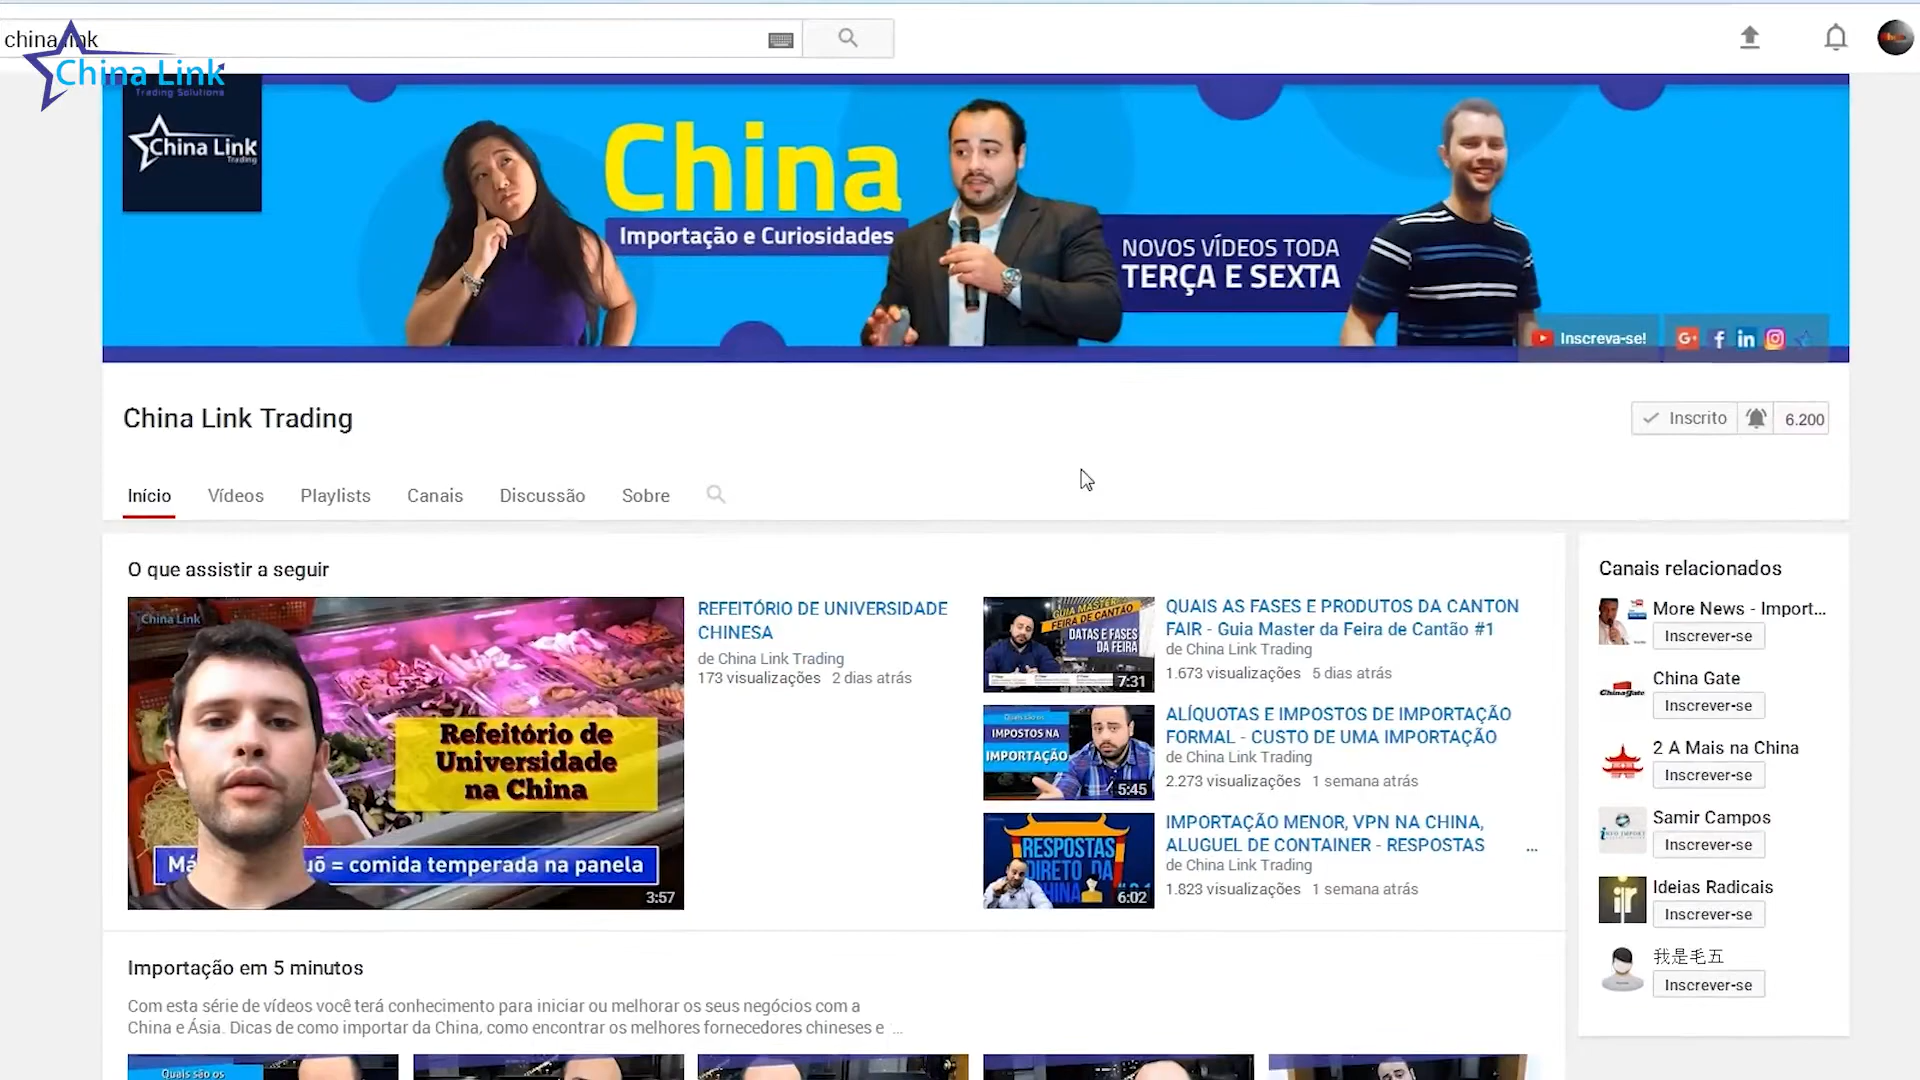 china link
China Link
Trading Solutions
China Link
Trading
China
Importação e Curiosidades
NOVOS VÍDEOS TODA
TERÇA E SEXTA
Inscreva-se!
China Link Trading
Inscrito
6.200
Início
Vídeos
Playlists
Canais
Discussão
Sobre
O que assistir a seguir
China Link
Refeitório de
Universidade
na China
= comida temperada na panela
3:57
REFEITÓRIO DE UNIVERSIDADE
CHINESA
de China Link Trading
173 visualizações 2 dias atrás
GUIA MASTER
FEIRA DE CANTÃO
DATAS E FASES
DA FEIRA
7:31
QUAIS AS FASES E PRODUTOS DA CANTON
FAIR - Guia Master da Feira de Cantão #1
de China Link Trading
1.673 visualizações 5 dias atrás
Quais são os
IMPOSTOS NA
IMPORTAÇÃO
5:45
ALÍQUOTAS E IMPOSTOS DE IMPORTAÇÃO
FORMAL - CUSTO DE UMA IMPORTAÇÃO
de China Link Trading
2.273 visualizações 1 semana atrás
RESPOSTAS
DIRETO DA
CHINA
6:02
IMPORTAÇÃO MENOR, VPN NA CHINA,
ALUGUEL DE CONTAINER - RESPOSTAS
de China Link Trading
1.823 visualizações 1 semana atrás
Canais relacionados
More News - Import...
Inscrever-se
China Gate
Inscrever-se
2 A Mais na China
Inscrever-se
Samir Campos
Inscrever-se
Ideias Radicais
Inscrever-se
我是毛五
Inscrever-se
Importação em 5 minutos
Com esta série de vídeos você terá conhecimento para iniciar ou melhorar os seus negócios com a
China e Ásia. Dicas de como importar da China, como encontrar os melhores fornecedores chineses e ...
Quais são os